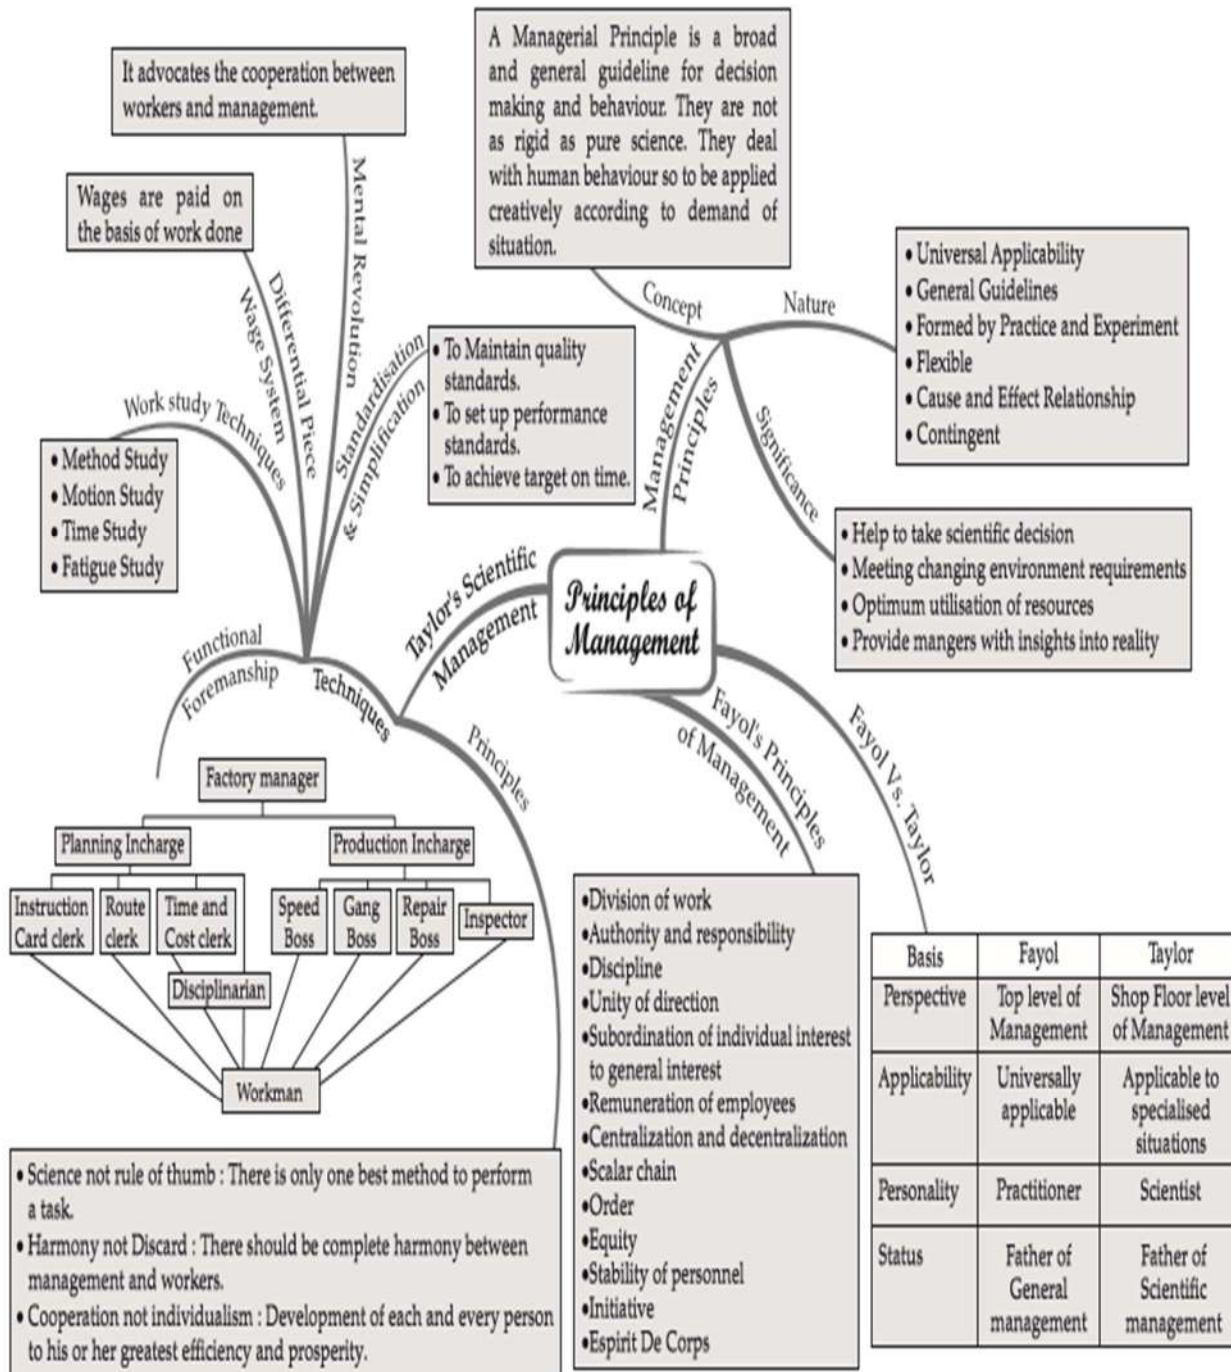 It advocates the cooperation between
workers and management.
Wages are paid on
the basis of work done
Mental Revolution
Differential Piece
Wage System
Work study Techniques
• Method Study
• Motion Study
• Time Study
• Fatigue Study
Standardisation
& Simplification
• To Maintain quality
standards.
• To set up performance
standards.
• To achieve target on time.
A Managerial Principle is a broad
and general guideline for decision
making and behaviour. They are not
as rigid as pure science. They deal
with human behaviour so to be applied
creatively according to demand of
situation.
Concept
Nature
• Universal Applicability
• General Guidelines
• Formed by Practice and Experiment
• Flexible
• Cause and Effect Relationship
• Contingent
Management
Principles
Significance
• Help to take scientific decision
• Meeting changing environment requirements
• Optimum utilisation of resources
• Provide mangers with insights into reality
Principles of
Management
Taylor's Scientific
Management
Techniques
Functional
Foremanship
Principles
Factory manager
Planning Incharge
Production Incharge
Instruction
Card clerk
Route
clerk
Time and
Cost clerk
Speed
Boss
Gang
Boss
Repair
Boss
Inspector
Disciplinarian
Workman
• Science not rule of thumb : There is only one best method to perform
a task.
• Harmony not Discard : There should be complete harmony between
management and workers.
• Cooperation not individualism : Development of each and every person
to his or her greatest efficiency and prosperity.
Fayol's Principles
of Management
•Division of work
•Authority and responsibility
•Discipline
•Unity of direction
•Subordination of individual interest
to general interest
•Remuneration of employees
•Centralization and decentralization
•Scalar chain
•Order
•Equity
•Stability of personnel
•Initiative
•Espirit De Corps
Fayol Vs. Taylor
Basis Fayol Taylor
Perspective Top level of Shop Floor level
Management of Management
Applicability Universally Applicable to
applicable specialised
situations
Personality Practitioner Scientist
Status Father of Father of
General Scientific
management management